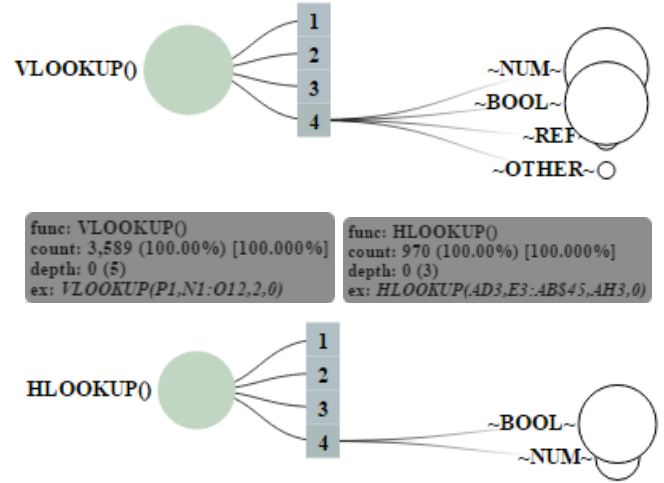 VLOOKUP()
1
2
3
4
~NUM~
~BOOL~
~REF~
~OTHER~
func: VLOOKUP()
count: 3,589 (100.00%) [100.000%]
depth: 0 (5)
ex: VLOOKUP(P1,N1:O12,2,0)
func: HLOOKUP()
count: 970 (100.00%) [100.000%]
depth: 0 (3)
ex: HLOOKUP(AD3,E3:AB$45,AH3,0)
HLOOKUP()
1
2
3
4
~BOOL~
~NUM~